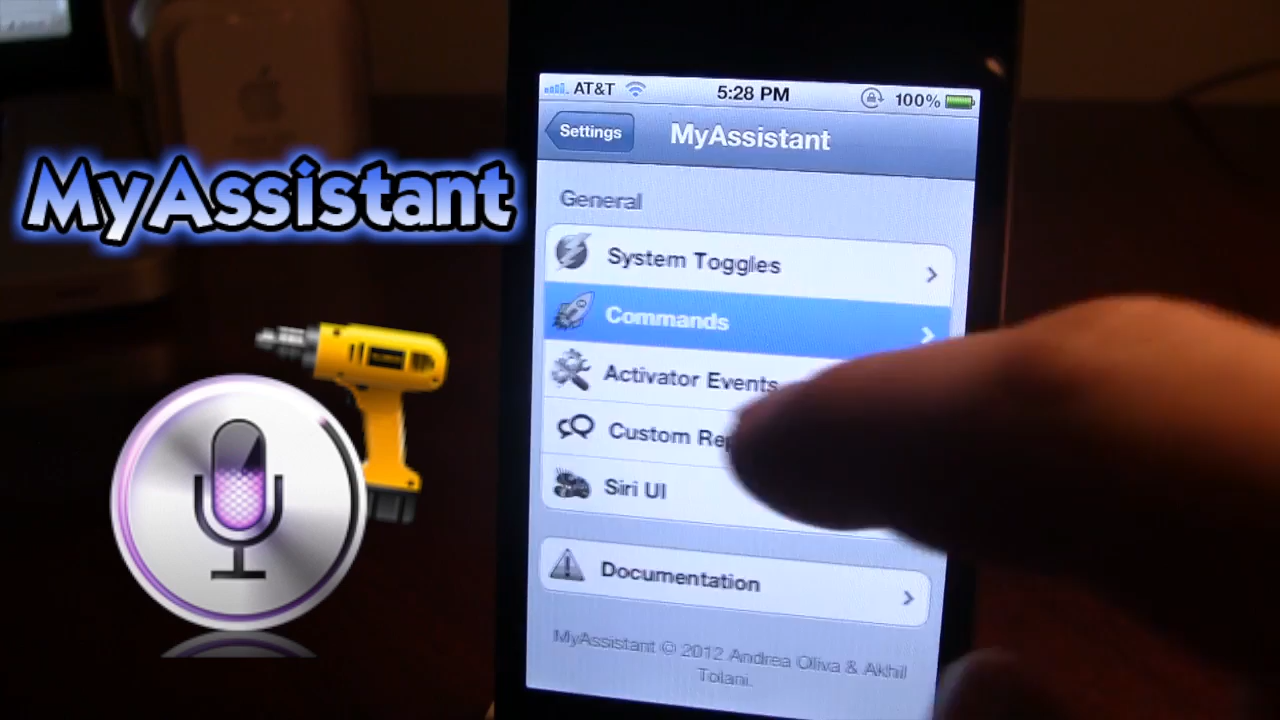 AT&T 5:28 PM 100%
Settings MyAssistant
MyAssistant
General
System Toggles
Commands
Activator Events
Custom
Siri UI
Documentation
MyAssistant © 2012 Andrea Oliva & Akhil
Tolani.